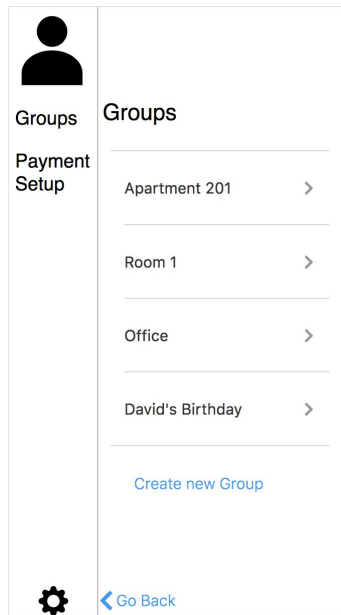 Groups
Payment
Setup
Groups
Apartment 201
Room 1
Office
David's Birthday
Create new Group
Go Back